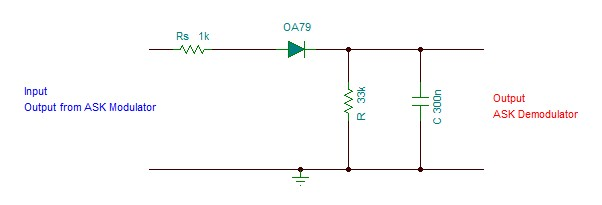 OA79
Rs 1k
Input
Output from ASK Modulator
R 33k
C 300n
Output
ASK Demodulator